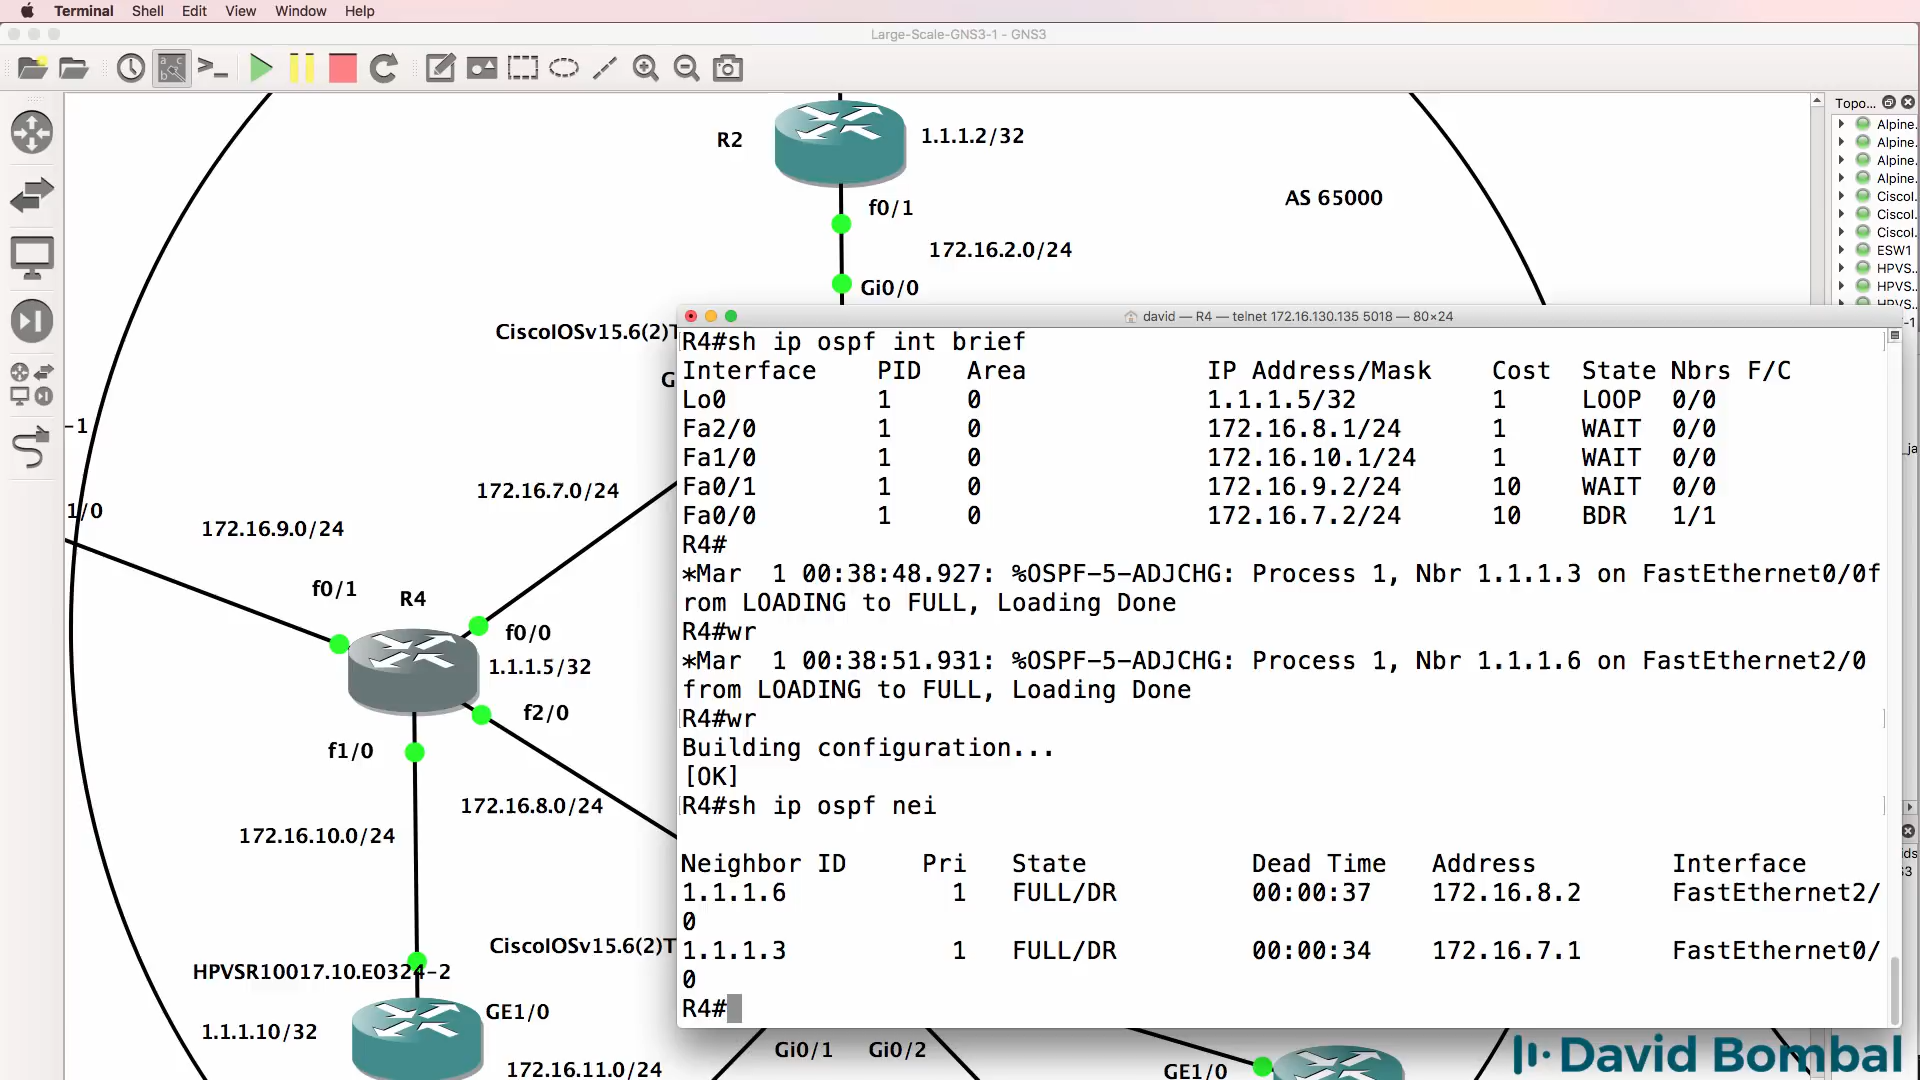 Terminal Shell Edit View Window Help
Large-Scale-GNS3-1 - GNS3
Topo...
Alpine.
Alpine.
Alpine.
Alpine.
Ciscol.
Ciscol.
Ciscol.
ESW1
HPVS..
HPVS..
HPVS..
R2
1.1.1.2/32
f0/1
AS 65000
172.16.2.0/24
Gi0/0
CiscoIOSv15.6(2)T
G
-1
172.16.7.0/24
1/0
172.16.9.0/24
f0/1
R4
f0/0
1.1.1.5/32
f2/0
f1/0
172.16.8.0/24
172.16.10.0/24
CiscoIOSv15.6(2)T
HPVSR10017.10.E0324-2
GE1/0
1.1.1.10/32
172.16.11.0/24
david — R4 — telnet 172.16.130.135 5018 — 80×24
R4#sh ip ospf int brief
Interface PID Area IP Address/Mask Cost State Nbrs F/C
Lo0 1 0 1.1.1.5/32 1 LOOP 0/0
Fa2/0 1 0 172.16.8.1/24 1 WAIT 0/0
Fa1/0 1 0 172.16.10.1/24 1 WAIT 0/0
Fa0/1 1 0 172.16.9.2/24 10 WAIT 0/0
Fa0/0 1 0 172.16.7.2/24 10 BDR 1/1
R4#
*Mar 1 00:38:48.927: %OSPF-5-ADJCHG: Process 1, Nbr 1.1.1.3 on FastEthernet0/0f
rom LOADING to FULL, Loading Done
R4#wr
*Mar 1 00:38:51.931: %OSPF-5-ADJCHG: Process 1, Nbr 1.1.1.6 on FastEthernet2/0
from LOADING to FULL, Loading Done
R4#wr
Building configuration...
[OK]
R4#sh ip ospf nei
Neighbor ID Pri State Dead Time Address Interface
1.1.1.6 1 FULL/DR 00:00:37 172.16.8.2 FastEthernet2/
0
1.1.1.3 1 FULL/DR 00:00:34 172.16.7.1 FastEthernet0/
0
R4#
Gi0/1 Gi0/2
GE1/0
David Bombal